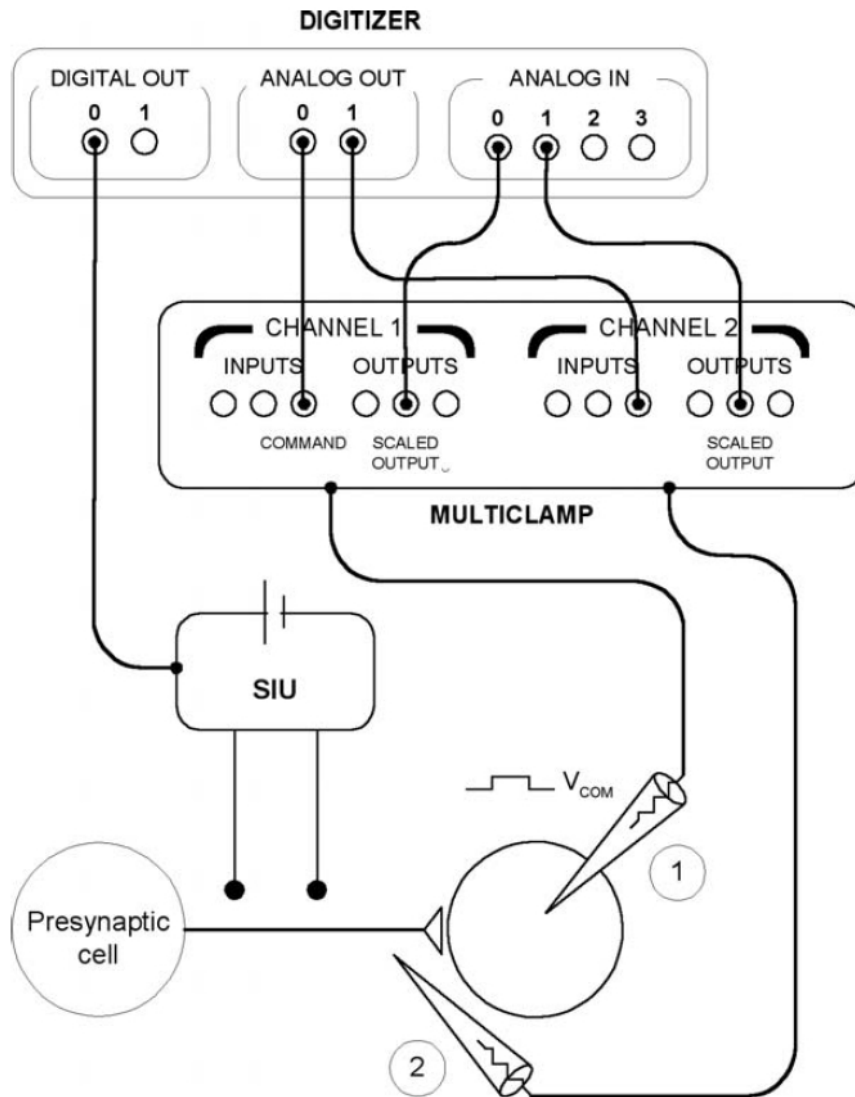 DIGITIZER
DIGITAL OUT
ANALOG OUT
ANALOG IN
0 1
0 1
0 1 2 3
CHANNEL 1
CHANNEL 2
INPUTS
OUTPUTS
INPUTS
OUTPUTS
COMMAND
SCALED
OUTPUT
SCALED
OUTPUT
MULTICLAMP
SIU
VCOM
1
Presynaptic
cell
2